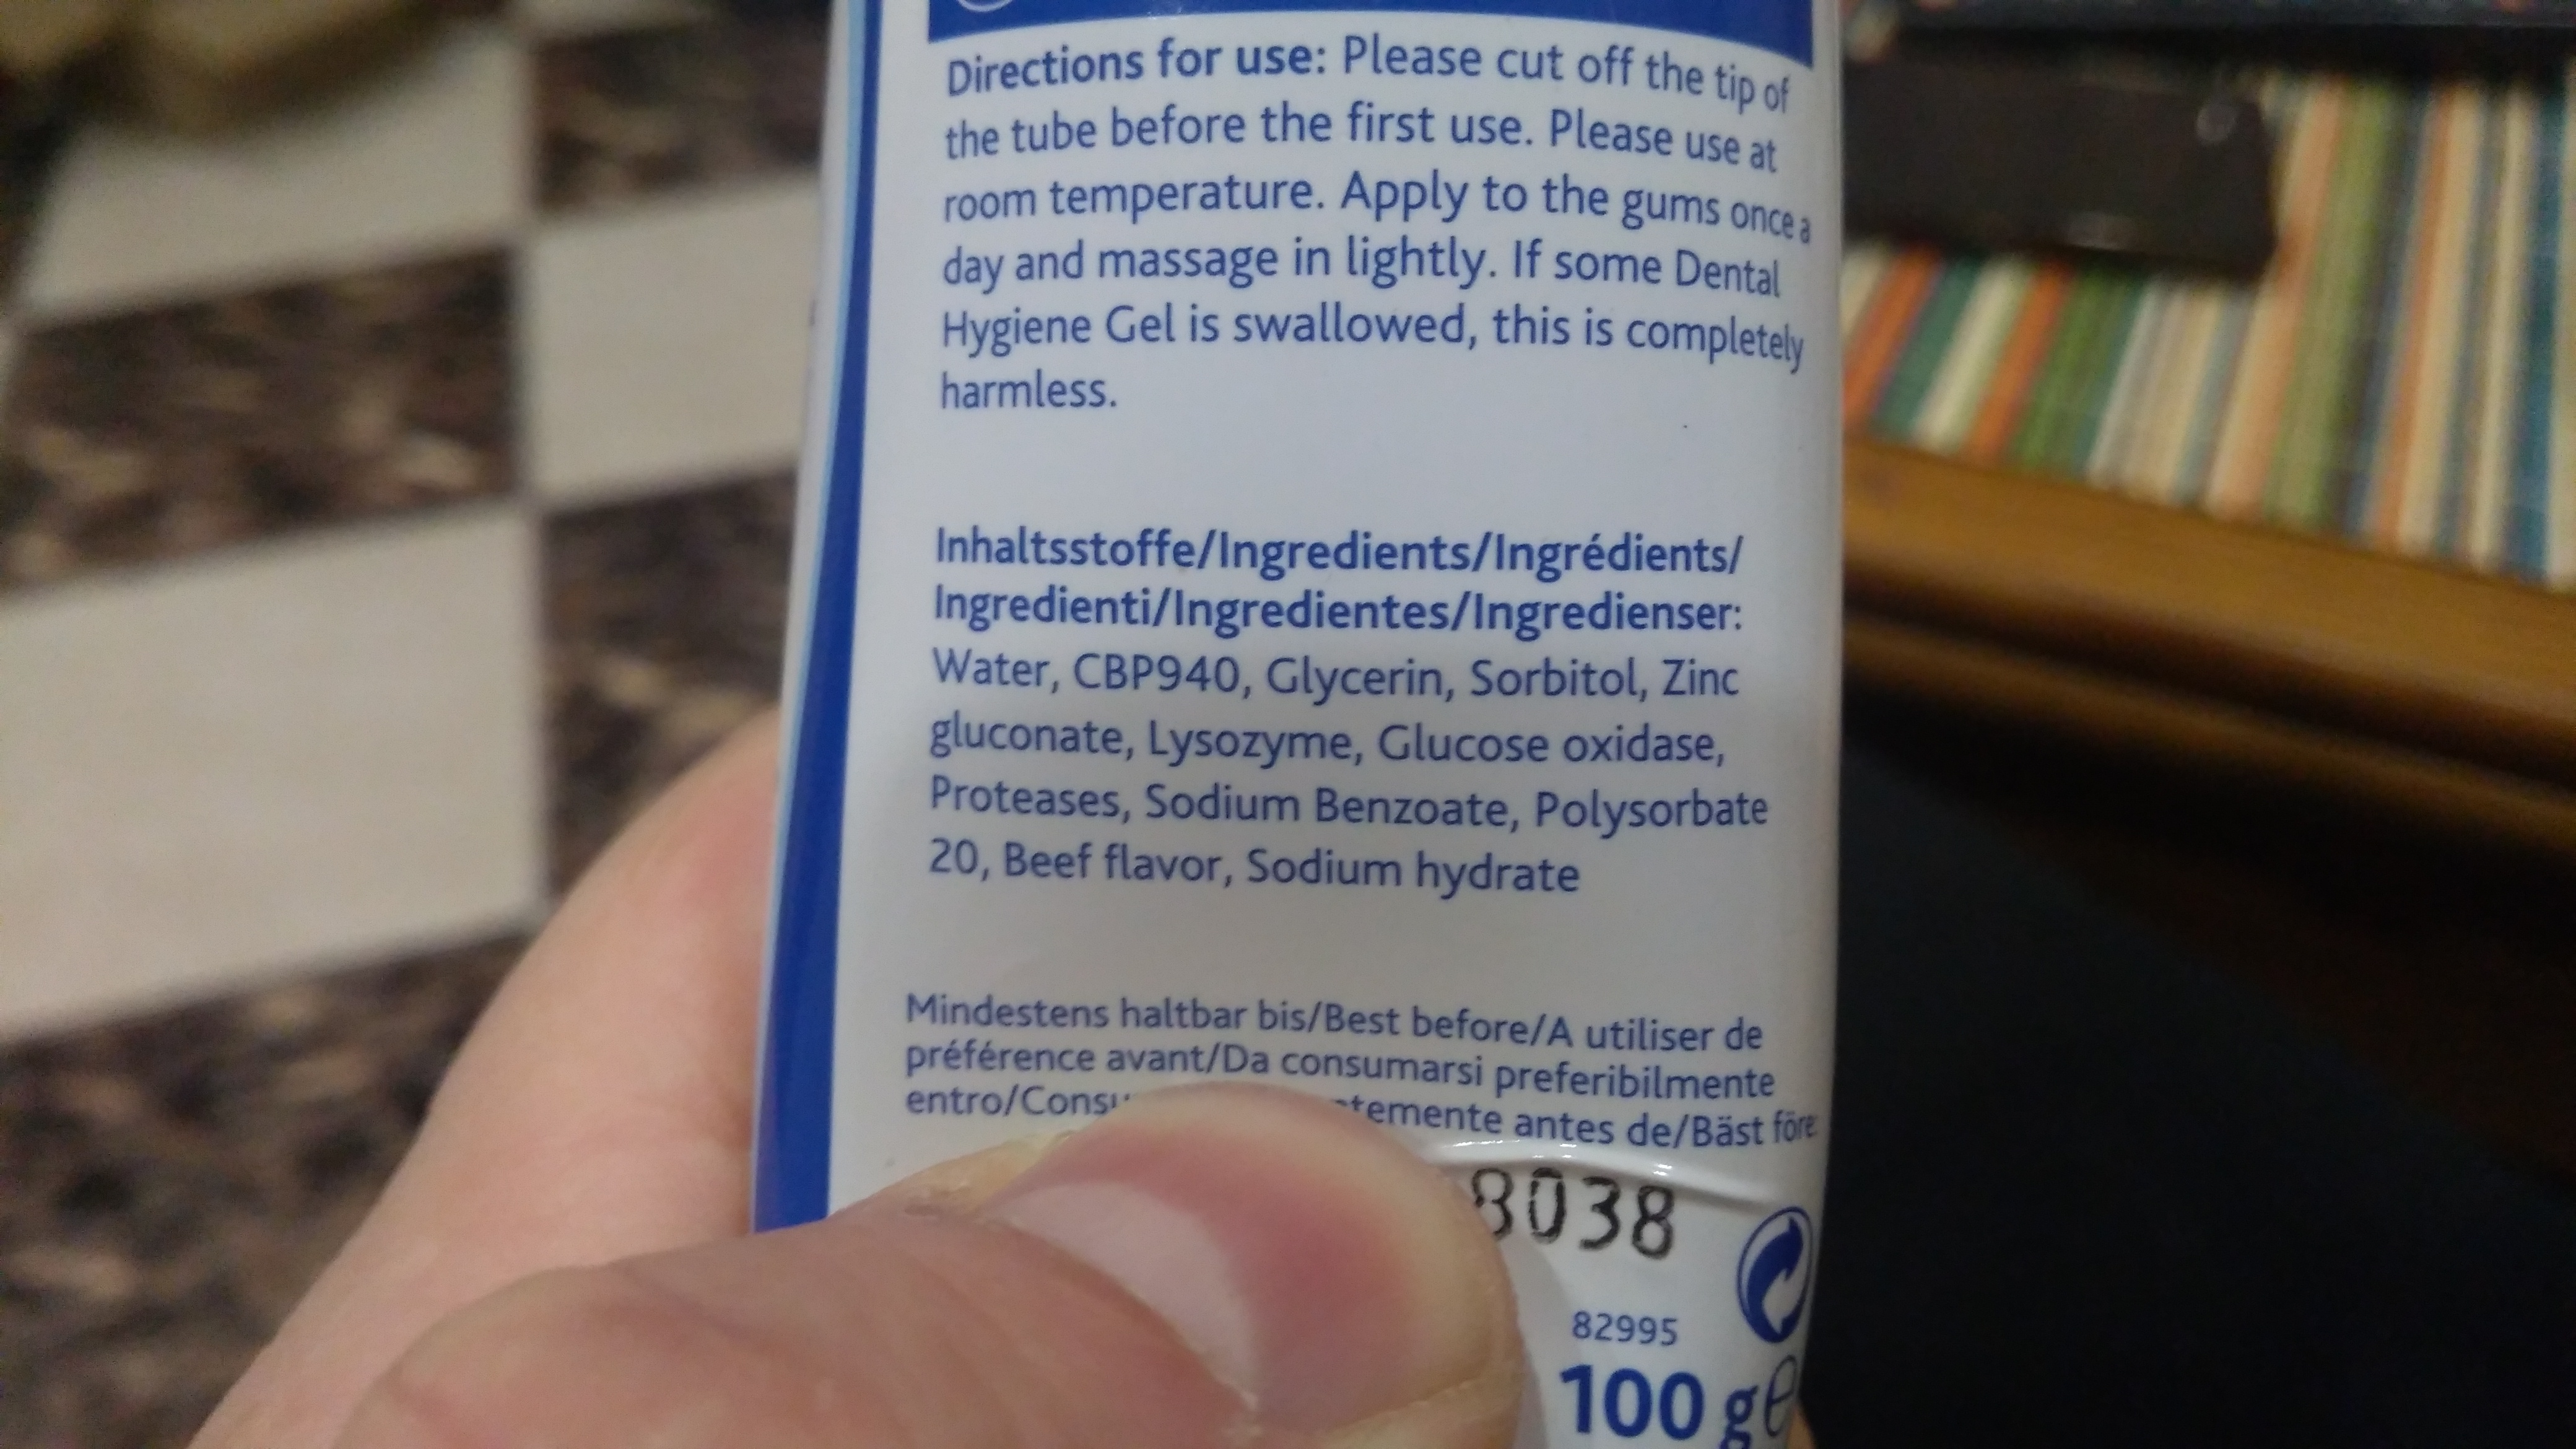 Directions for use: Please cut off the tip of
the tube before the first use. Please use at
room temperature. Apply to the gums once a
day and massage in lightly. If some Dental
Hygiene Gel is swallowed, this is completely
harmless.
Inhaltsstoffe/Ingredients/Ingrédients/
Ingredienti/Ingredientes/Ingredienser:
Water, CBP940, Glycerin, Sorbitol, Zinc
gluconate, Lysozyme, Glucose oxidase,
Proteases, Sodium Benzoate, Polysorbate
20, Beef flavor, Sodium hydrate
Mindestens haltbar bis/Best before/A utiliser de
préférence avant/Da consumarsi preferibilmente
entro/ antes de/Bäst före
8038
82995
100 g e